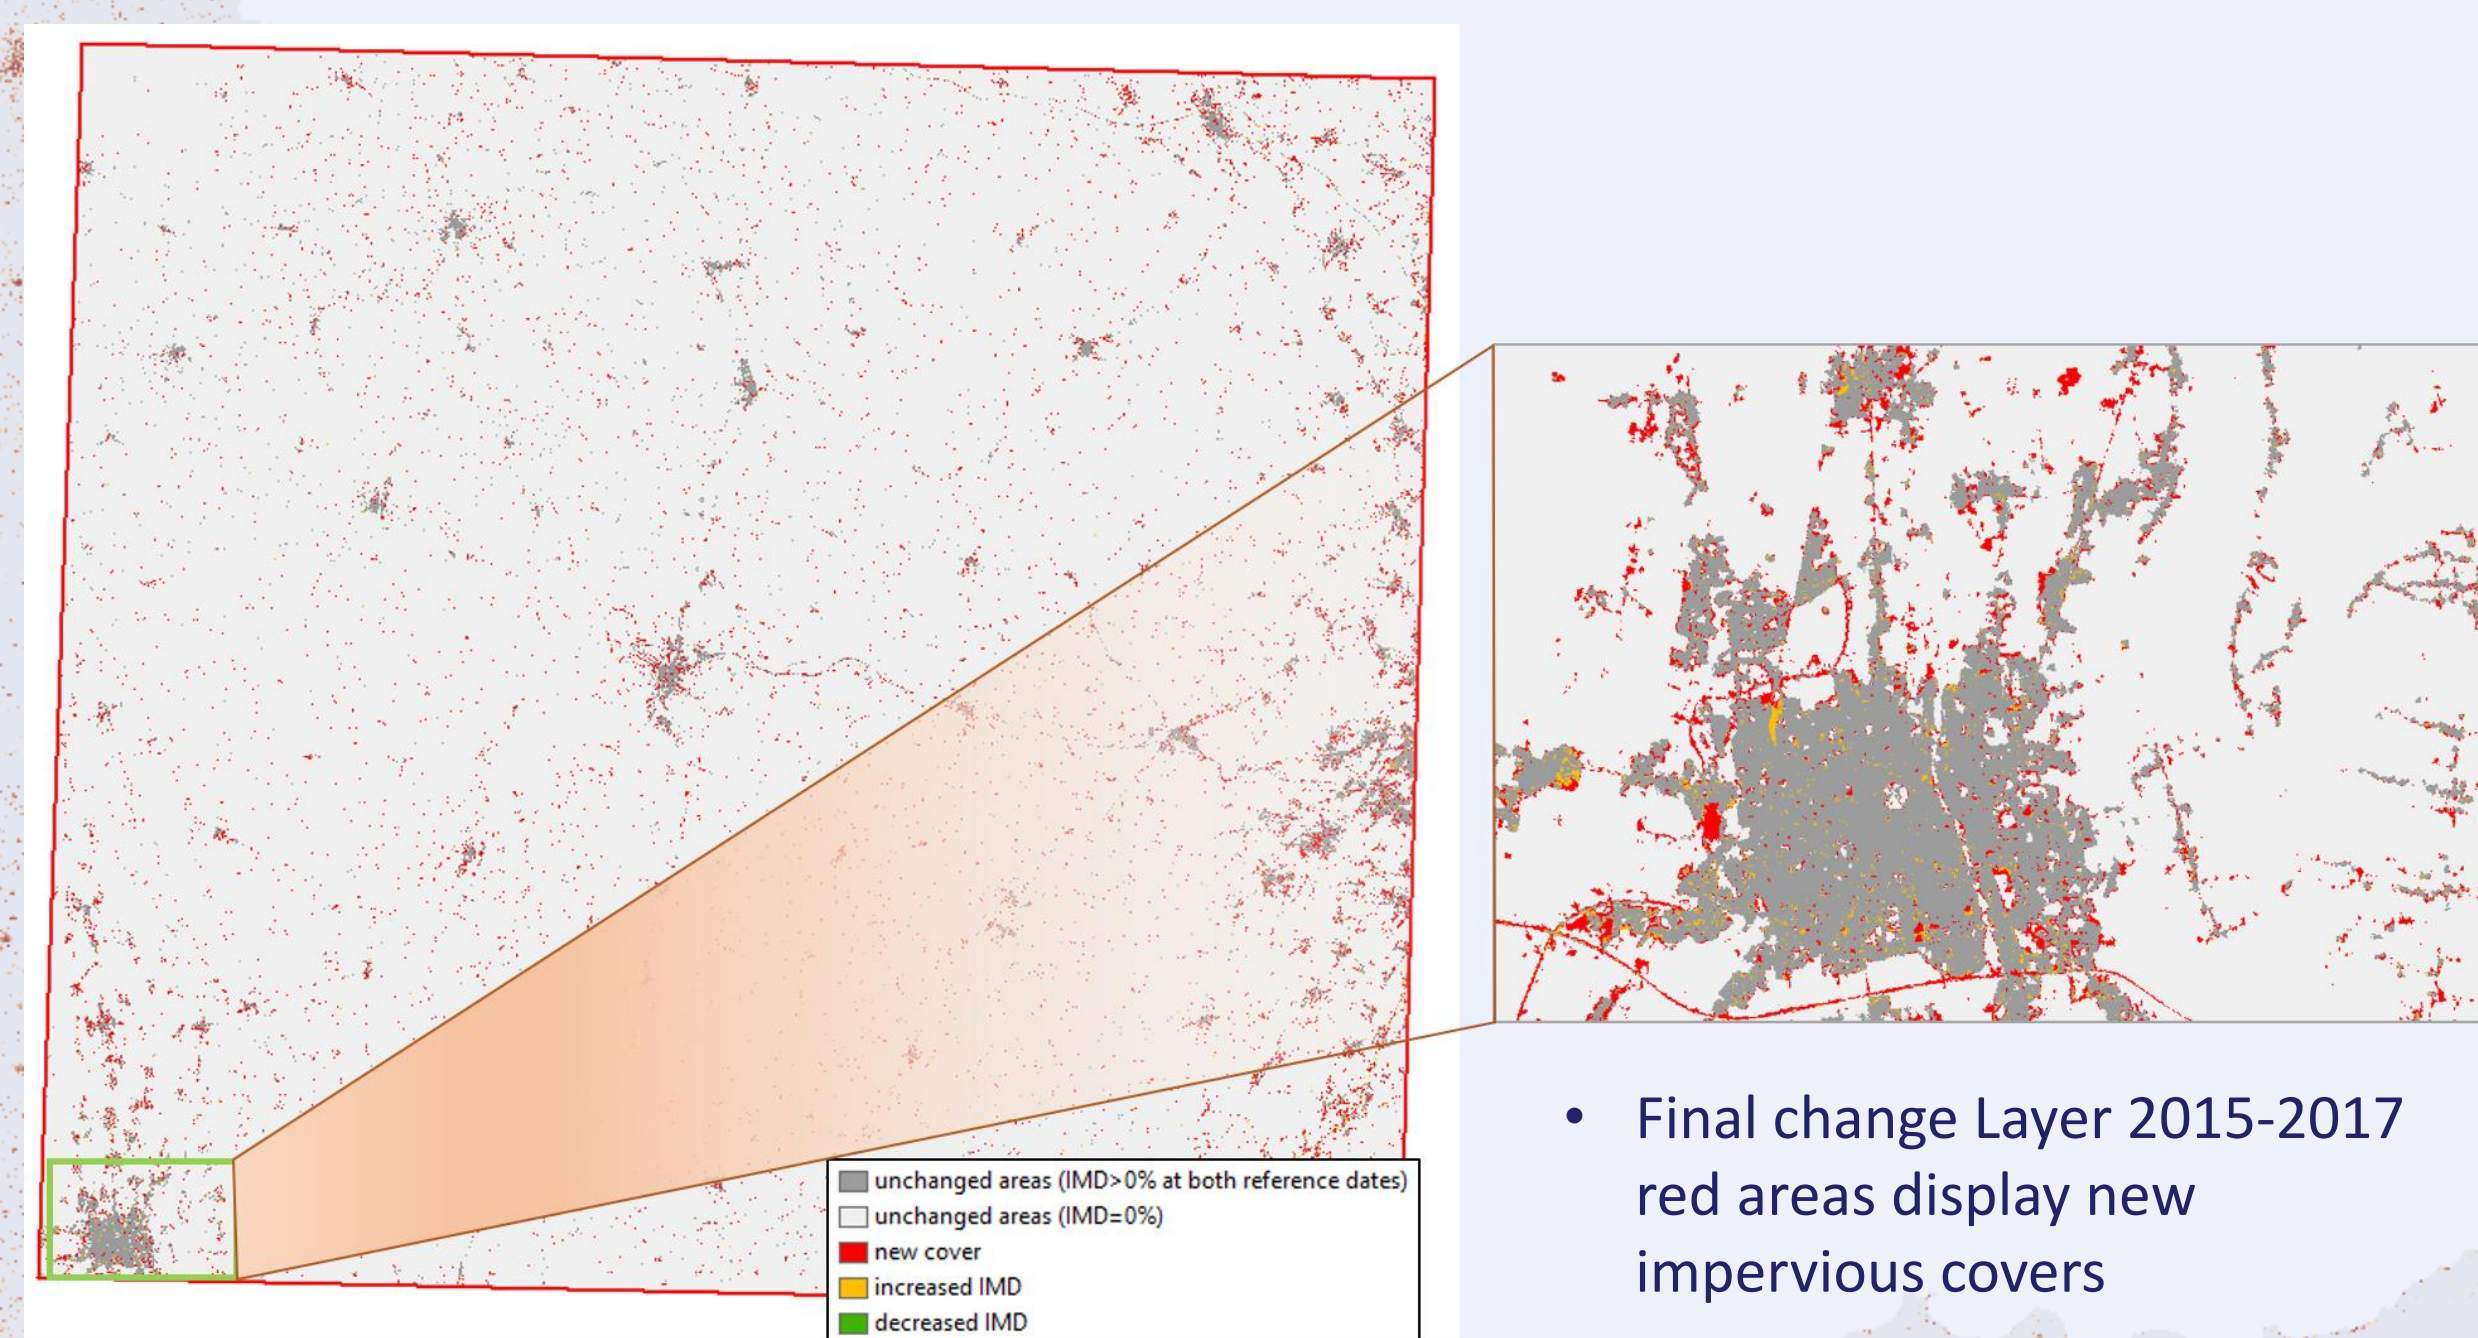 unchanged areas (IMD>0% at both reference dates)
unchanged areas (IMD=0%)
new cover
increased IMD
decreased IMD
• Final change Layer 2015-2017
red areas display new
impervious covers